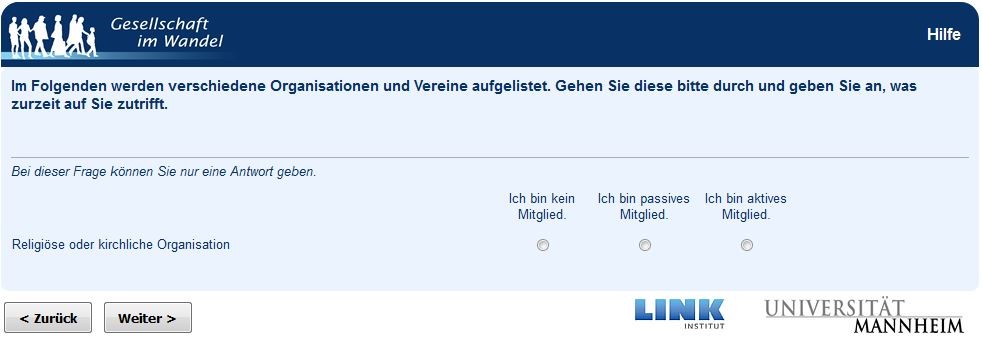 Gesellschaft
im Wandel
Hilfe
Im Folgenden werden verschiedene Organisationen und Vereine aufgelistet. Gehen Sie diese bitte durch und geben Sie an, was
zurzeit auf Sie zutrifft.
Bei dieser Frage können Sie nur eine Antwort geben.
Ich bin kein Mitglied.
Ich bin passives Mitglied.
Ich bin aktives Mitglied.
Religiöse oder kirchliche Organisation
< Zurück
Weiter >
LINK
INSTITUT
UNIVERSITÄT
MANNHEIM